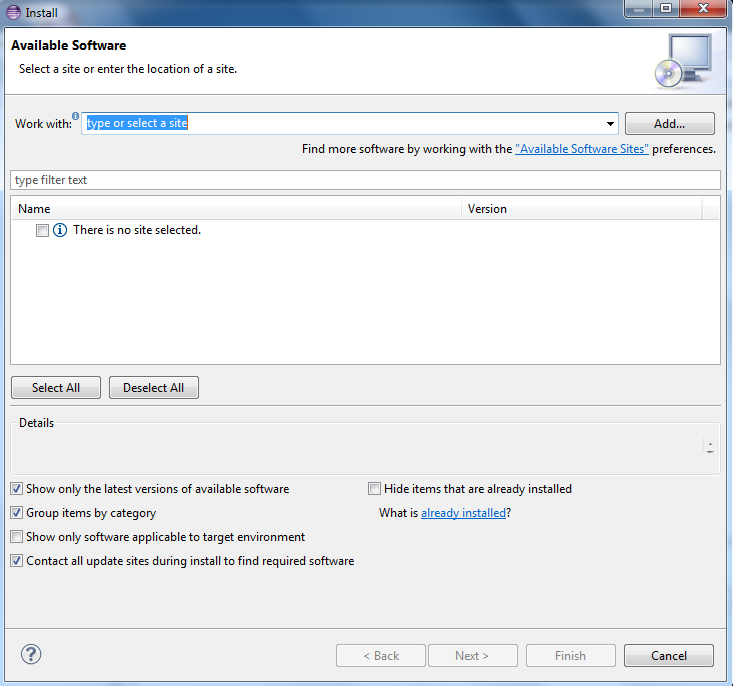 Install
Available Software
Select a site or enter the location of a site.
Work with: type or select a site Add...
Find more software by working with the "Available Software Sites" preferences.
type filter text
Name Version
There is no site selected.
Select All Deselect All
Details
Show only the latest versions of available software Hide items that are already installed
Group items by category What is already installed?
Show only software applicable to target environment
Contact all update sites during install to find required software
? < Back Next > Finish Cancel